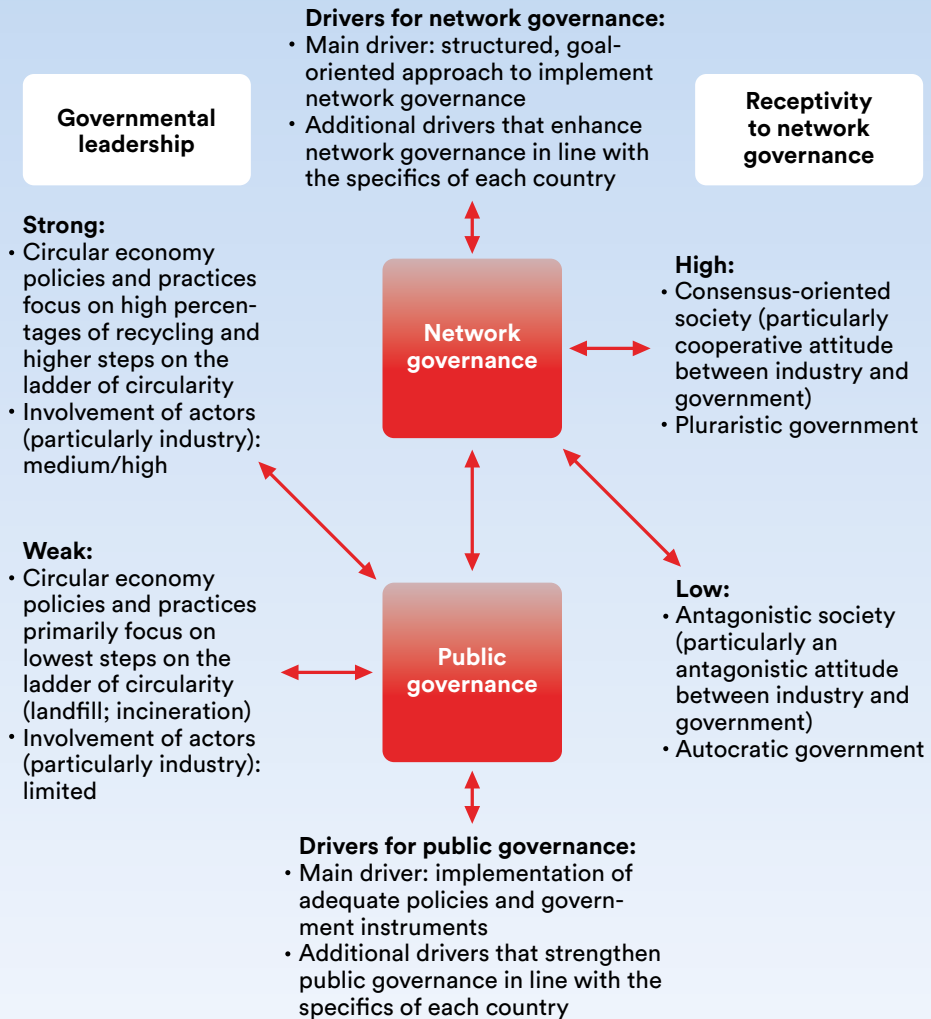 Drivers for network governance:
• Main driver: structured, goal-
oriented approach to implement
network governance
• Additional drivers that enhance
network governance in line with
the specifics of each country
Governmental
leadership
Receptivity
to network
governance
Strong:
• Circular economy
policies and practices
focus on high percen-
tages of recycling and
higher steps on the
ladder of circularity
• Involvement of actors
(particularly industry):
medium/high
Network
governance
High:
• Consensus-oriented
society (particularly
cooperative attitude
between industry and
government)
• Pluraristic government
Weak:
• Circular economy
policies and practices
primarily focus on
lowest steps on the
ladder of circularity
(landfill; incineration)
• Involvement of actors
(particularly industry):
limited
Public
governance
Low:
• Antagonistic society
(particularly an
antagonistic attitude
between industry and
government)
• Autocratic government
Drivers for public governance:
• Main driver: implementation of
adequate policies and govern-
ment instruments
• Additional drivers that strengthen
public governance in line with the
specifics of each country